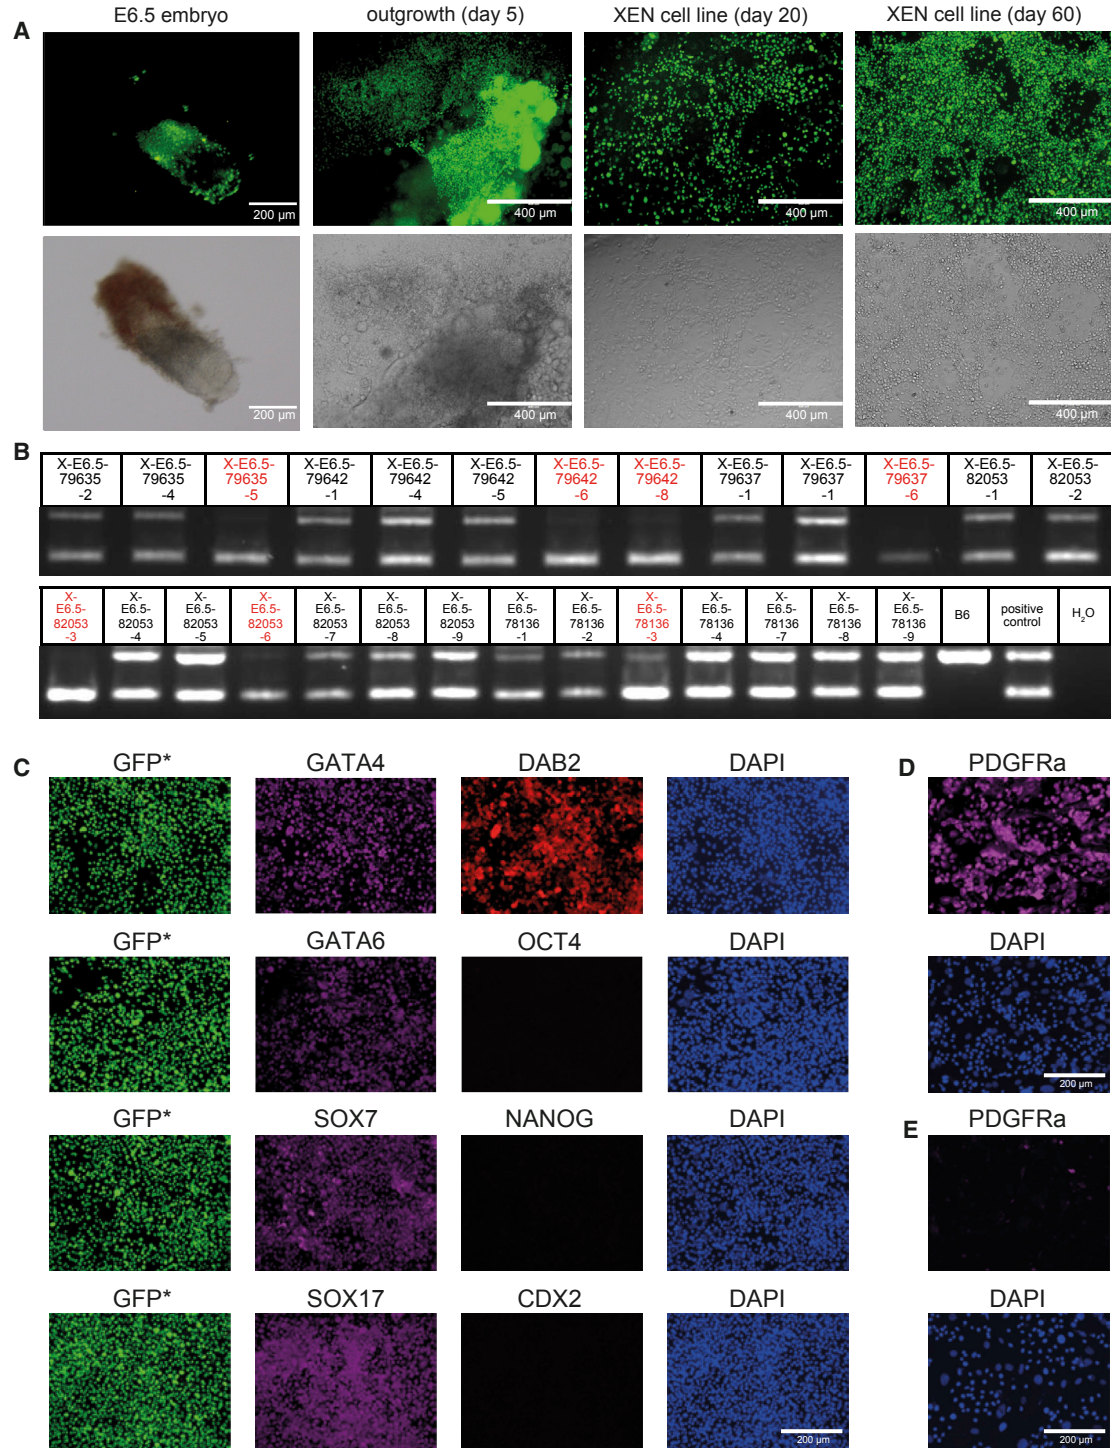 A
E6.5 embryo
outgrowth (day 5)
XEN cell line (day 20)
XEN cell line (day 60)
200 µm
400 µm
400 µm
400 µm
200 µm
400 µm
400 µm
400 µm
B
X-E6.5-
79635
-2
X-E6.5-
79635
-4
X-E6.5-
79635
-5
X-E6.5-
79642
-1
X-E6.5-
79642
-4
X-E6.5-
79642
-5
X-E6.5-
79642
-6
X-E6.5-
79642
-8
X-E6.5-
79637
-1
X-E6.5-
79637
-1
X-E6.5-
79637
-6
X-E6.5-
82053
-1
X-E6.5-
82053
-2
X-
E6.5-
82053
-3
X-
E6.5-
82053
-4
X-
E6.5-
82053
-5
X-
E6.5-
82053
-6
X-
E6.5-
82053
-7
X-
E6.5-
82053
-8
X-
E6.5-
82053
-9
X-
E6.5-
78136
-1
X-
E6.5-
78136
-2
X-
E6.5-
78136
-3
X-
E6.5-
78136
-4
X-
E6.5-
78136
-7
X-
E6.5-
78136
-8
X-
E6.5-
78136
-9
B6
positive
control
H2O
C
GFP*
GATA4
DAB2
DAPI
GFP*
GATA6
OCT4
DAPI
GFP*
SOX7
NANOG
DAPI
GFP*
SOX17
CDX2
DAPI
200 µm
D
PDGFRa
DAPI
200 µm
E
PDGFRa
DAPI
200 µm